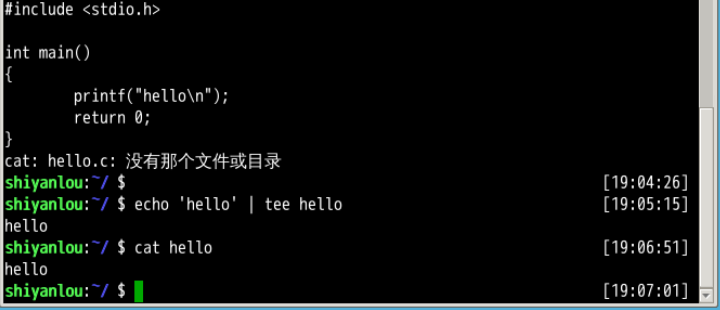 #include <stdio.h>
int main()
{
printf("hello\n");
return 0;
}
cat: hello.c: 没有那个文件或目录
shiyanlou:~/ $ [19:04:26]
shiyanlou:~/ $ echo 'hello' | tee hello [19:05:15]
hello
shiyanlou:~/ $ cat hello [19:06:51]
hello
shiyanlou:~/ $ [19:07:01]